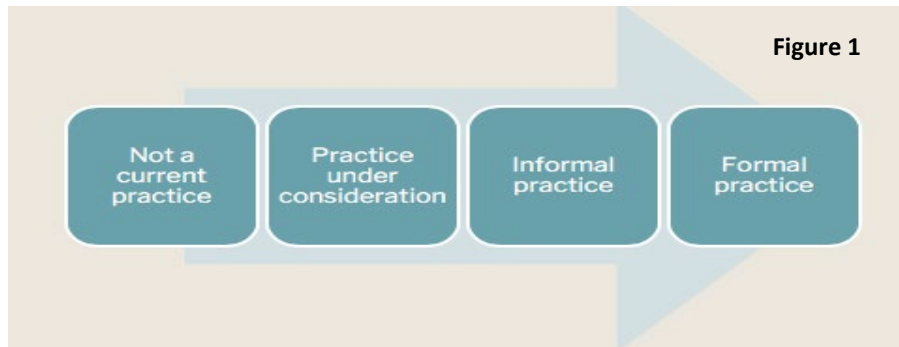 Figure 1
Not a
current
practice
Practice
under
consideration
Informal
practice
Formal
practice